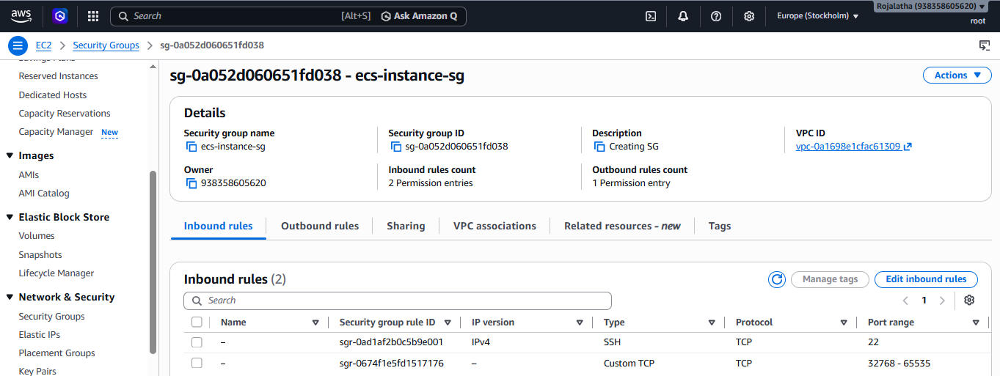 aws Search [Alt+S] Ask Amazon Q Europe (Stockholm) Rojalatha (938358605620)
root
EC2 > Security Groups > sg-0a052d060651fd038
Savings Plans
Reserved Instances
Dedicated Hosts
Capacity Reservations
Capacity Manager New
Images
AMIs
AMI Catalog
Elastic Block Store
Volumes
Snapshots
Lifecycle Manager
Network & Security
Security Groups
Elastic IPs
Placement Groups
Key Pairs
sg-0a052d060651fd038 - ecs-instance-sg Actions
Details
Security group name Security group ID Description VPC ID
ecs-instance-sg sg-0a052d060651fd038 Creating SG vpc-0a1698e1cfac61309
Owner Inbound rules count Outbound rules count
938358605620 2 Permission entries 1 Permission entry
Inbound rules Outbound rules Sharing VPC associations Related resources - new Tags
Inbound rules (2) Manage tags Edit inbound rules
Search 1
Name Security group rule ID IP version Type Protocol Port range
– sgr-0ad1af2b0c5b9e001 IPv4 SSH TCP 22
– sgr-0674f1e5fd1517176 – Custom TCP TCP 32768 - 65535